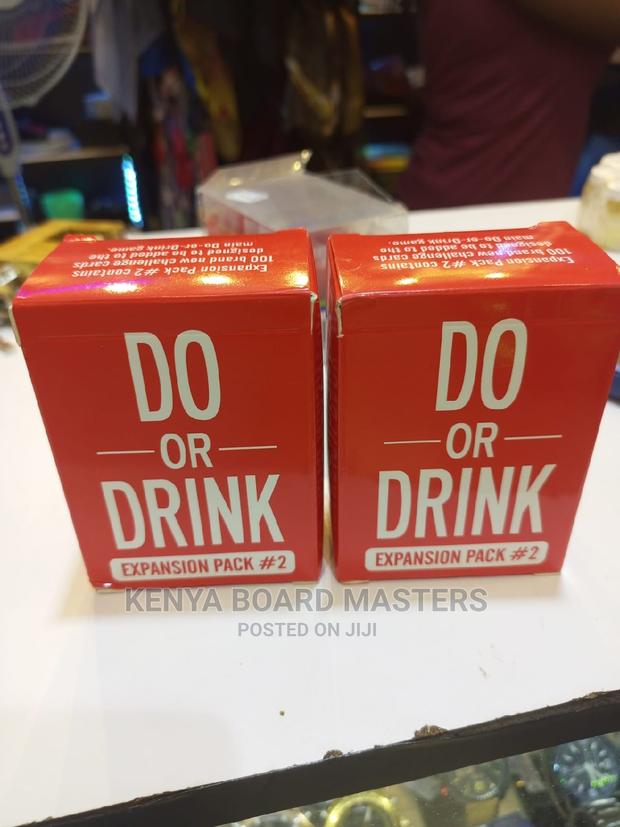 Expansion Pack #2 contains
100 brand new challenge cards
designed to be added to the
main Do-or-Drink game.
DO
OR
DRINK
EXPANSION PACK #2
Expansion Pack #2 contains
100 brand new challenge cards
designed to be added to the
main Do-or-Drink game.
DO
OR
DRINK
EXPANSION PACK #2
KENYA BOARD MASTERS
POSTED ON JIJI